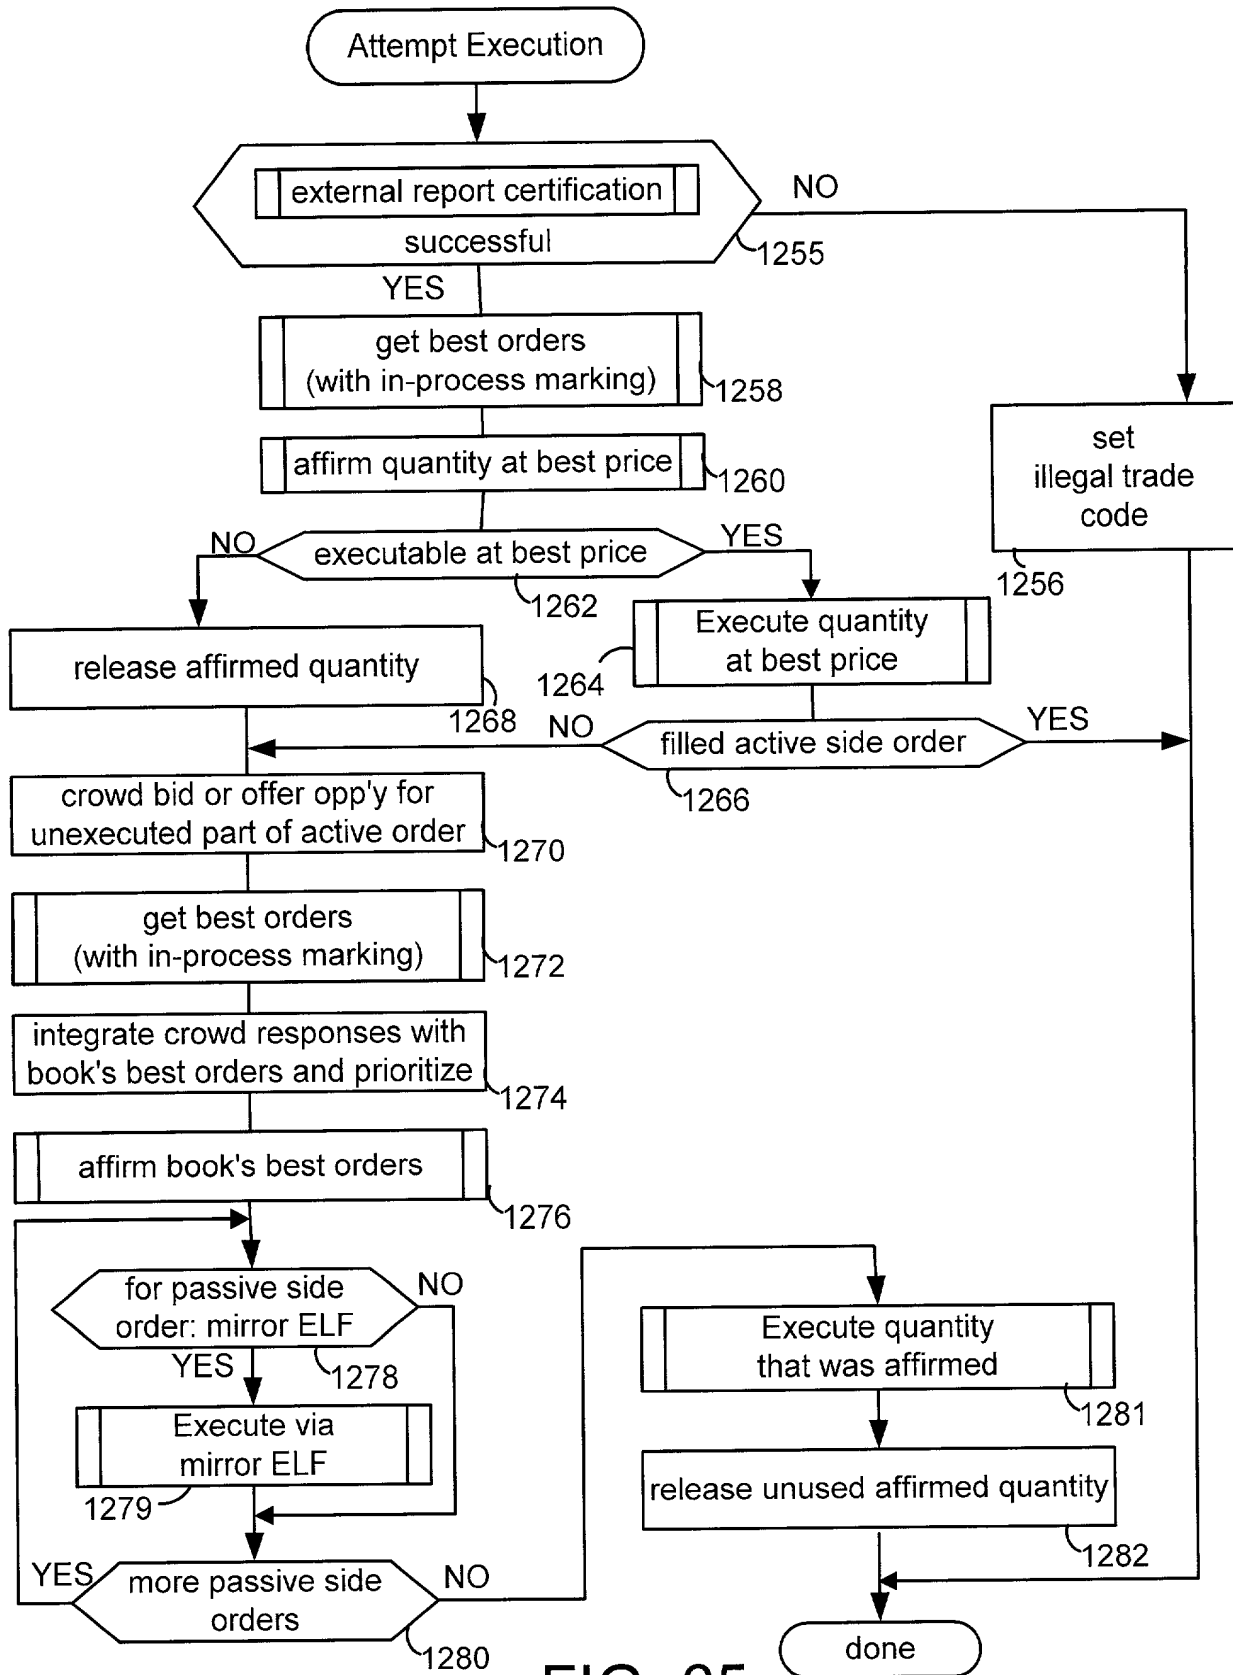 Attempt Execution
external report certification
successful
NO
1255
YES
get best orders
(with in-process marking)
1258
set
illegal trade
code
1256
affirm quantity at best price
1260
NO
executable at best price
YES
1262
Execute quantity
at best price
1264
release affirmed quantity
1268
NO
filled active side order
YES
1266
crowd bid or offer opp'y for
unexecuted part of active order
1270
get best orders
(with in-process marking)
1272
integrate crowd responses with
book's best orders and prioritize
1274
affirm book's best orders
1276
for passive side
order: mirror ELF
NO
YES
1278
Execute via
mirror ELF
1279
YES
more passive side
orders
NO
1280
Execute quantity
that was affirmed
1281
release unused affirmed quantity
1282
done